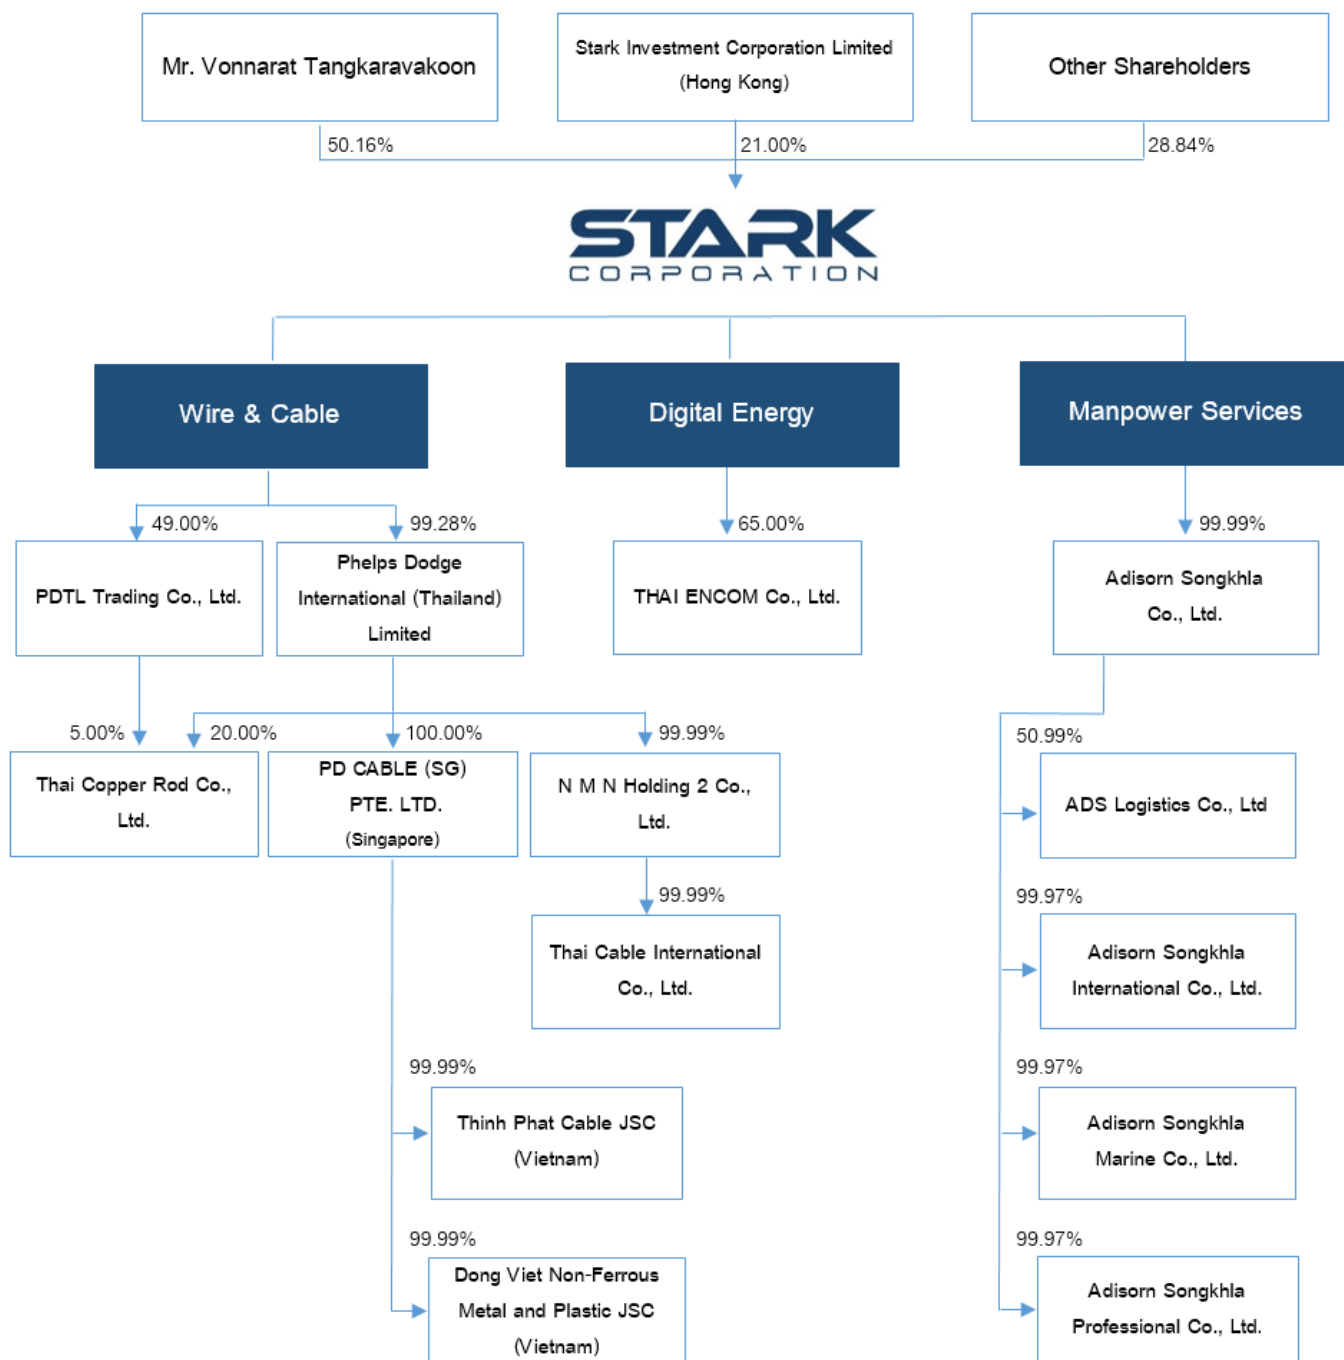 Mr. Vonnarat Tangkaravakoon
Stark Investment Corporation Limited
(Hong Kong)
Other Shareholders
50.16%
21.00%
28.84%
STARK
CORPORATION
Wire & Cable
Digital Energy
Manpower Services
49.00%
99.28%
65.00%
99.99%
PDTL Trading Co., Ltd.
Phelps Dodge
International (Thailand)
Limited
THAI ENCOM Co., Ltd.
Adisorn Songkhla
Co., Ltd.
5.00%
20.00%
100.00%
99.99%
50.99%
Thai Copper Rod Co.,
Ltd.
PD CABLE (SG)
PTE. LTD.
(Singapore)
N M N Holding 2 Co.,
Ltd.
ADS Logistics Co., Ltd
99.99%
99.97%
Thai Cable International
Co., Ltd.
Adisorn Songkhla
International Co., Ltd.
99.99%
99.97%
Thinh Phat Cable JSC
(Vietnam)
Adisorn Songkhla
Marine Co., Ltd.
99.99%
99.97%
Dong Viet Non-Ferrous
Metal and Plastic JSC
(Vietnam)
Adisorn Songkhla
Professional Co., Ltd.